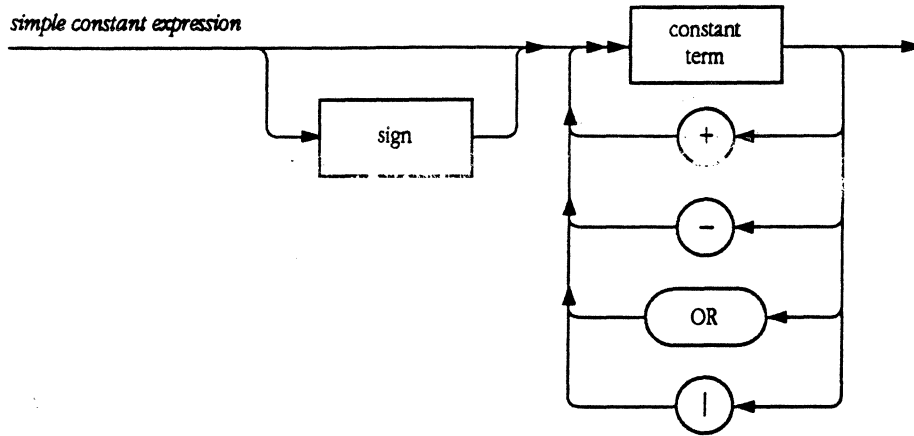 simple constant expression
constant
term
sign
+
-
OR
|